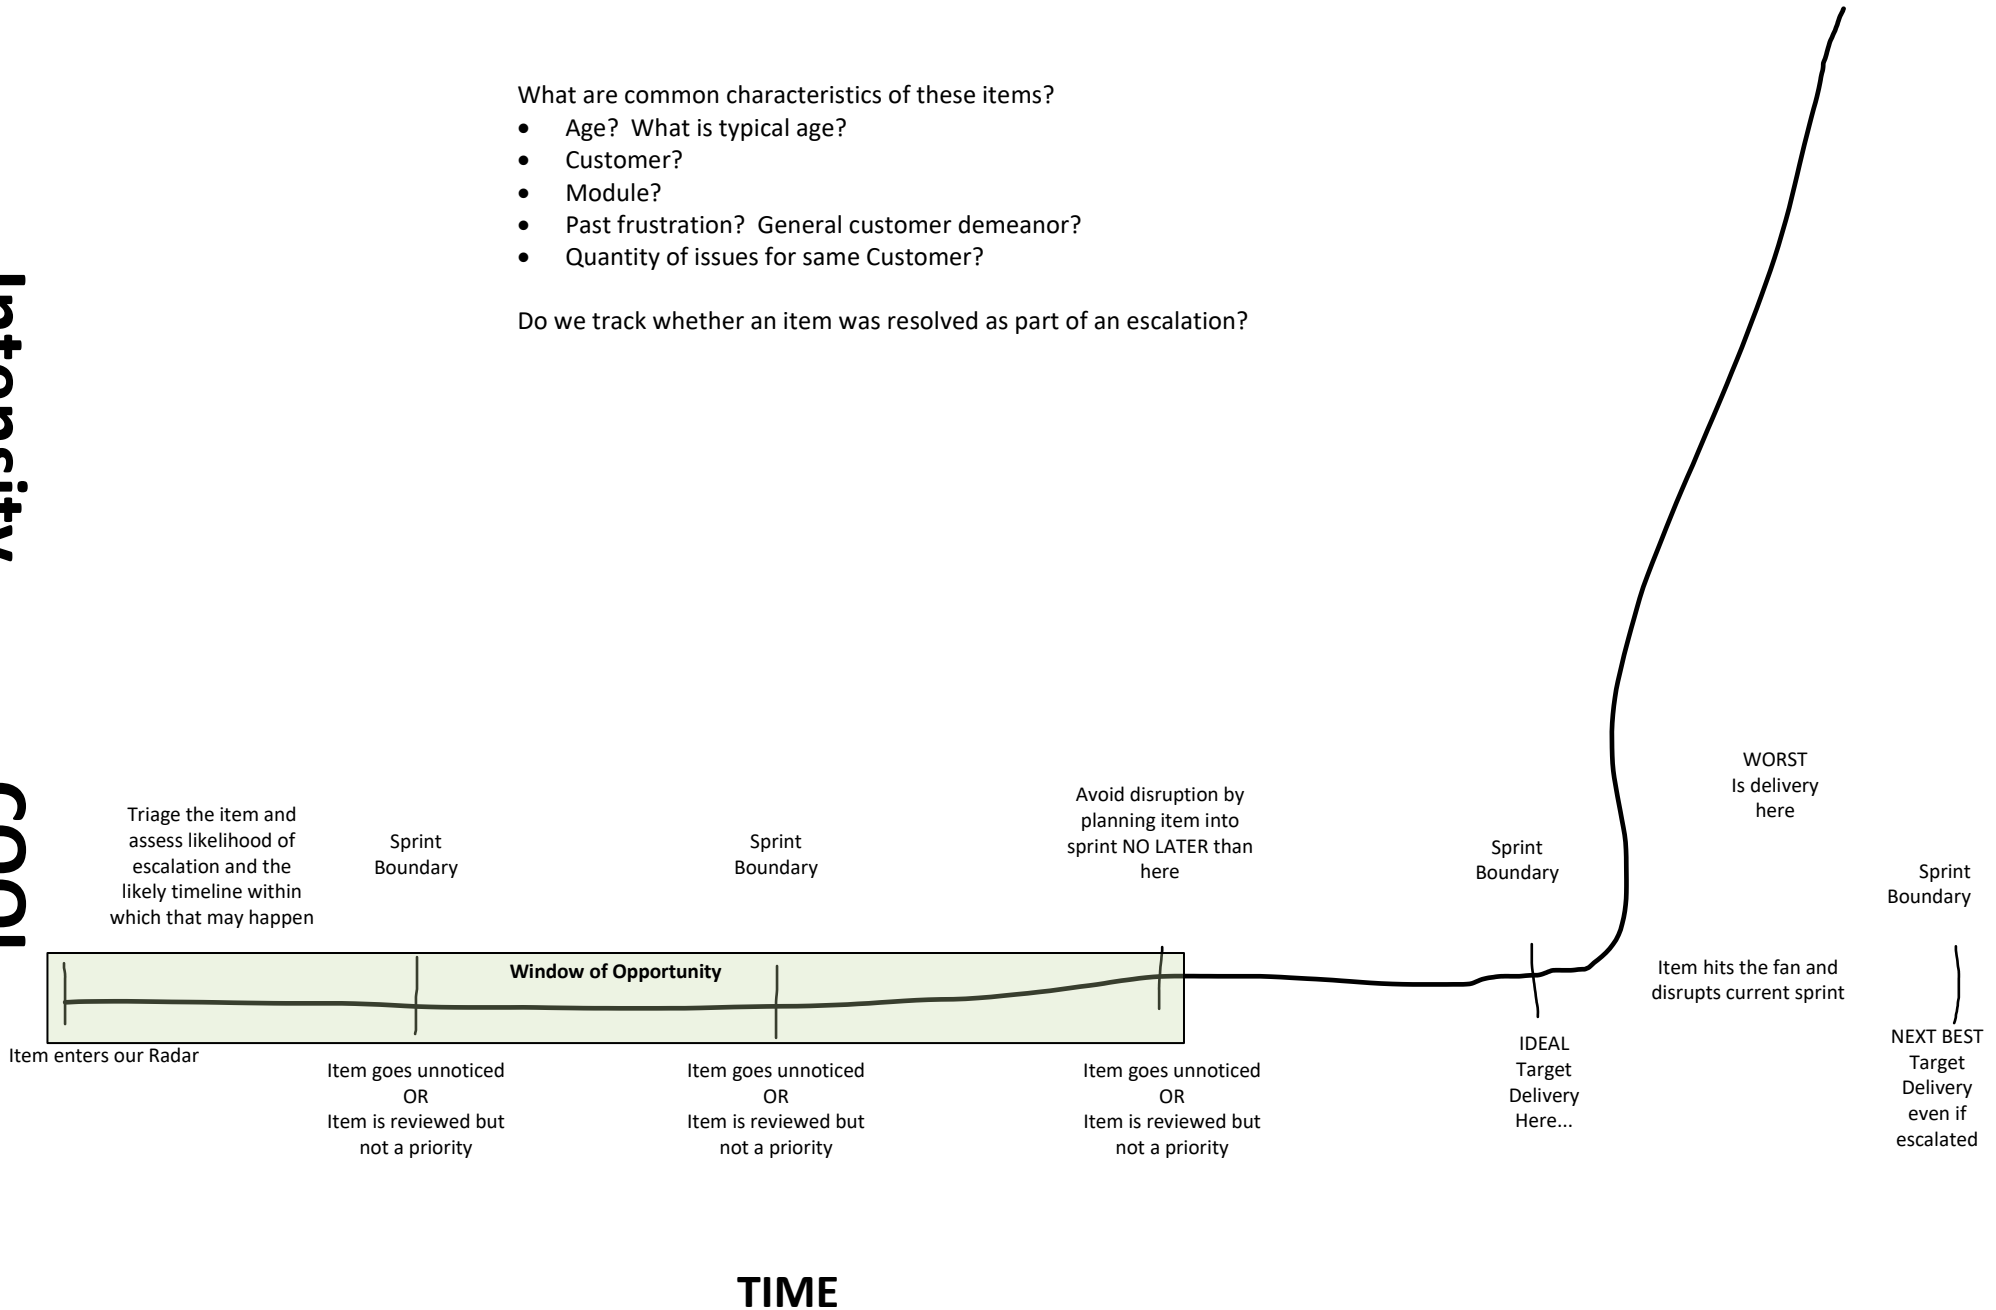 What are common characteristics of these items?
• Age?  What is typical age?
• Customer?
• Module?
• Past frustration?  General customer demeanor?
• Quantity of issues for same Customer?
Do we track whether an item was resolved as part of an escalation?
Intensity
COOL
Triage the item and
assess likelihood of
escalation and the
likely timeline within
which that may happen
Sprint
Boundary
Sprint
Boundary
Avoid disruption by
planning item into
sprint NO LATER than
here
Sprint
Boundary
WORST
Is delivery
here
Sprint
Boundary
Window of Opportunity
Item hits the fan and
disrupts current sprint
Item enters our Radar
Item goes unnoticed
OR
Item is reviewed but
not a priority
Item goes unnoticed
OR
Item is reviewed but
not a priority
Item goes unnoticed
OR
Item is reviewed but
not a priority
IDEAL
Target
Delivery
Here...
NEXT BEST
Target
Delivery
even if
escalated
TIME